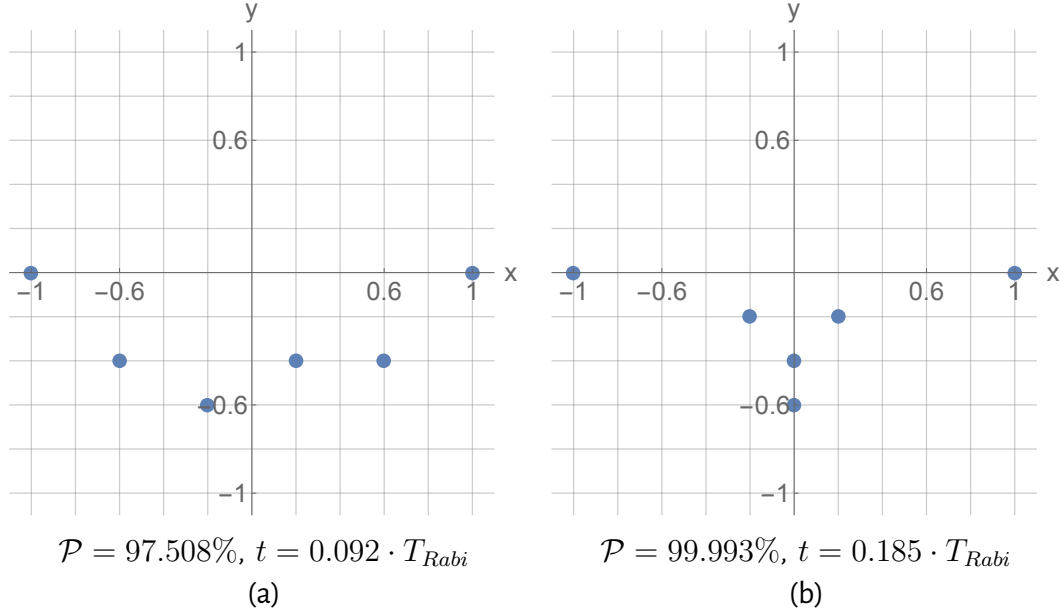 y
1
0.6
−1 −0.6 0.6 1 x
−0.6
−1
𝒫 = 97.508%, t = 0.092 · T_Rabi
(a)
y
1
0.6
−1 −0.6 0.6 1 x
−0.6
−1
𝒫 = 99.993%, t = 0.185 · T_Rabi
(b)